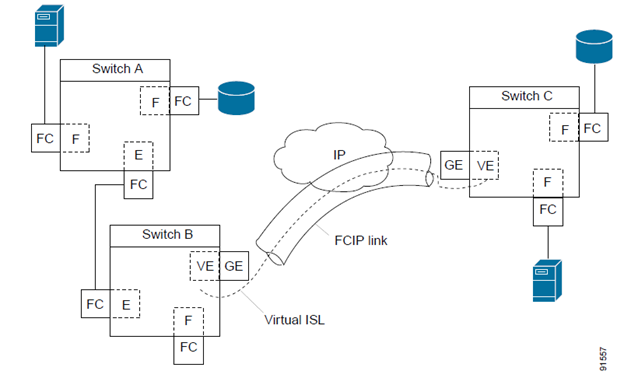 Switch A
F FC
FC F
E
FC
Switch B
VE GE
FC E
F
FC
IP
FCIP link
Virtual ISL
Switch C
F FC
GE VE
F
FC
91557